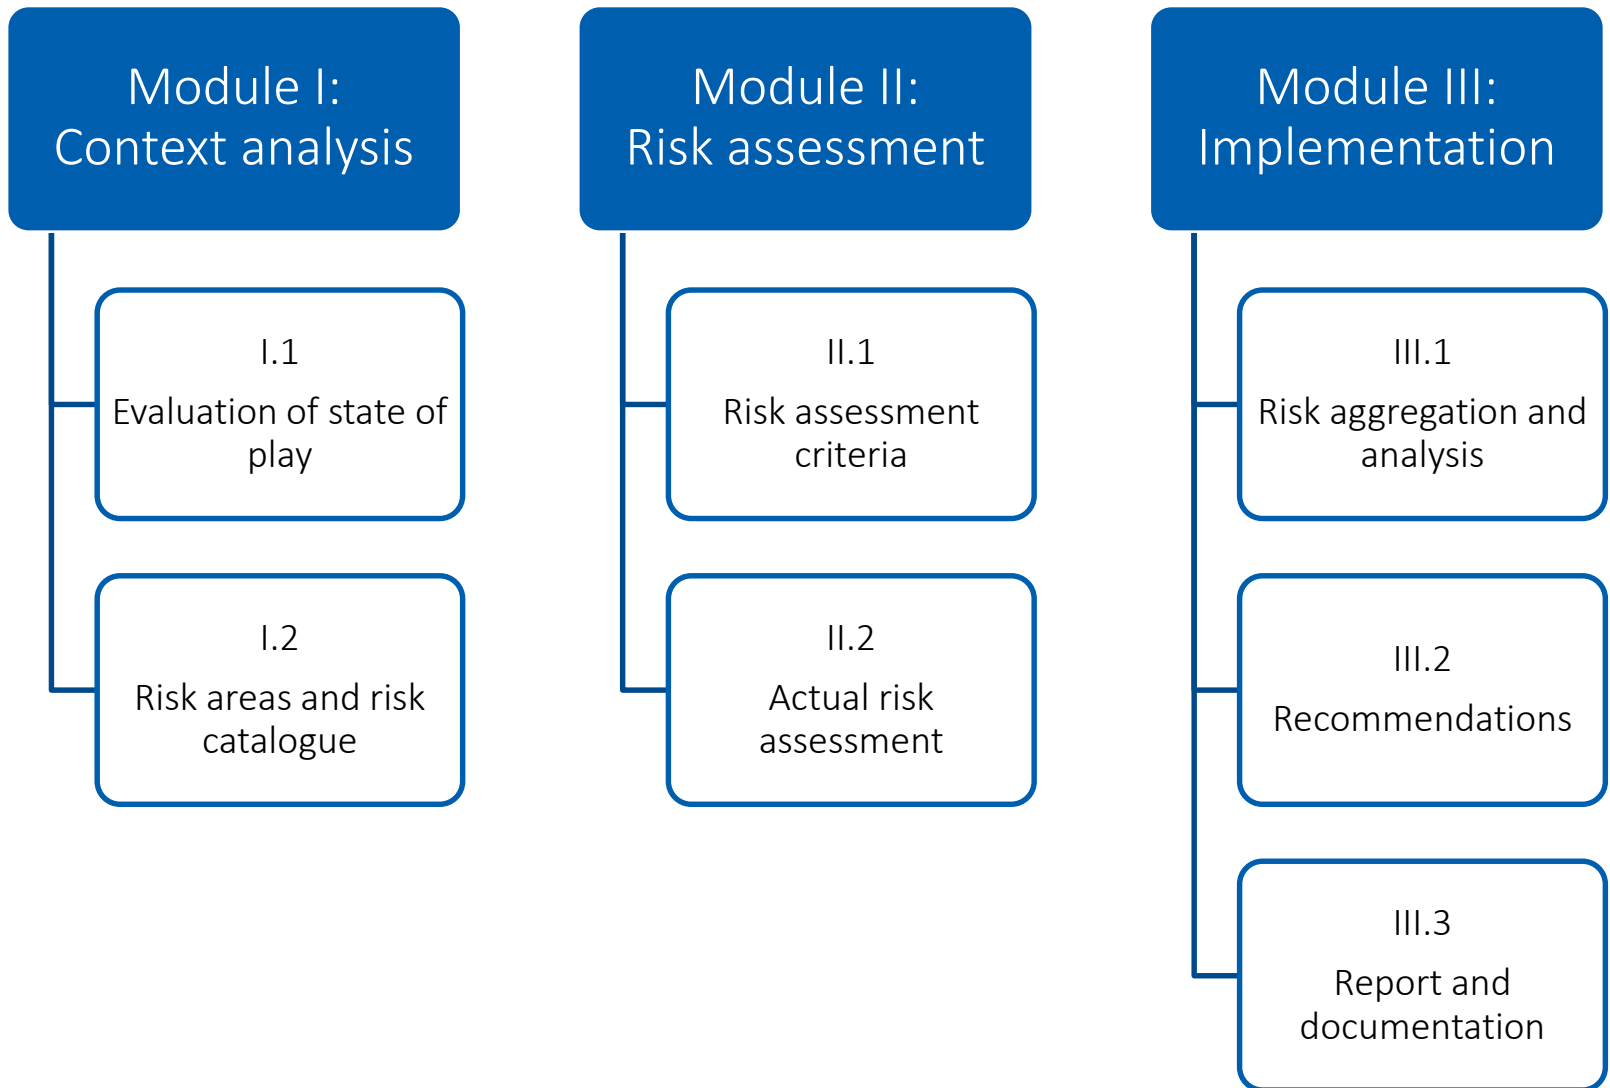 Module I:
Context analysis
I.1
Evaluation of state of
play
I.2
Risk areas and risk
catalogue
Module II:
Risk assessment
II.1
Risk assessment
criteria
II.2
Actual risk
assessment
Module III:
Implementation
III.1
Risk aggregation and
analysis
III.2
Recommendations
III.3
Report and
documentation